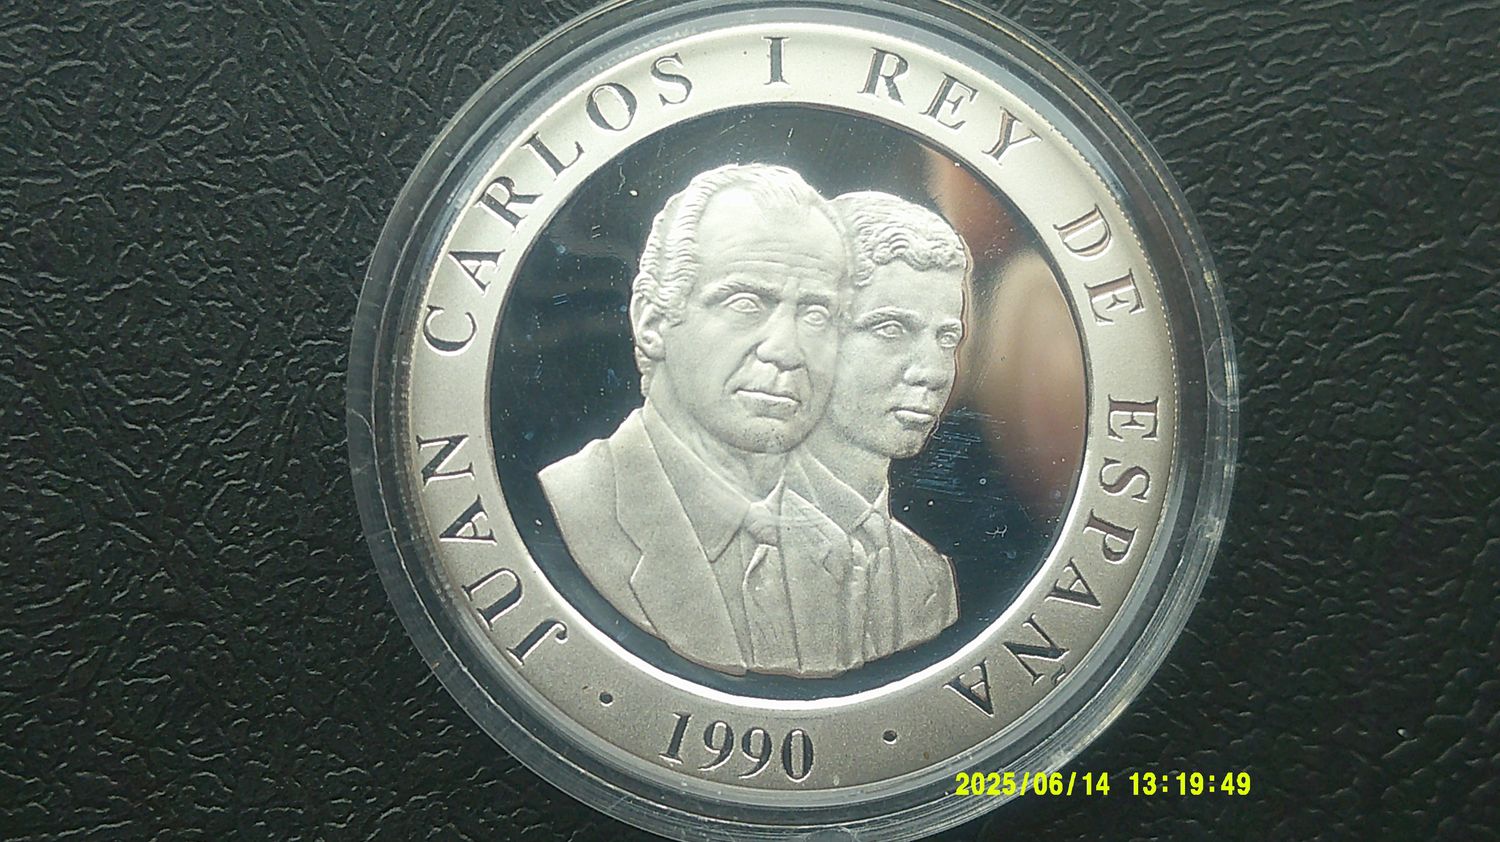 JUAN CARLOS I REY DE ESPAÑA
• 1990 •
2025/06/14 13:19:49